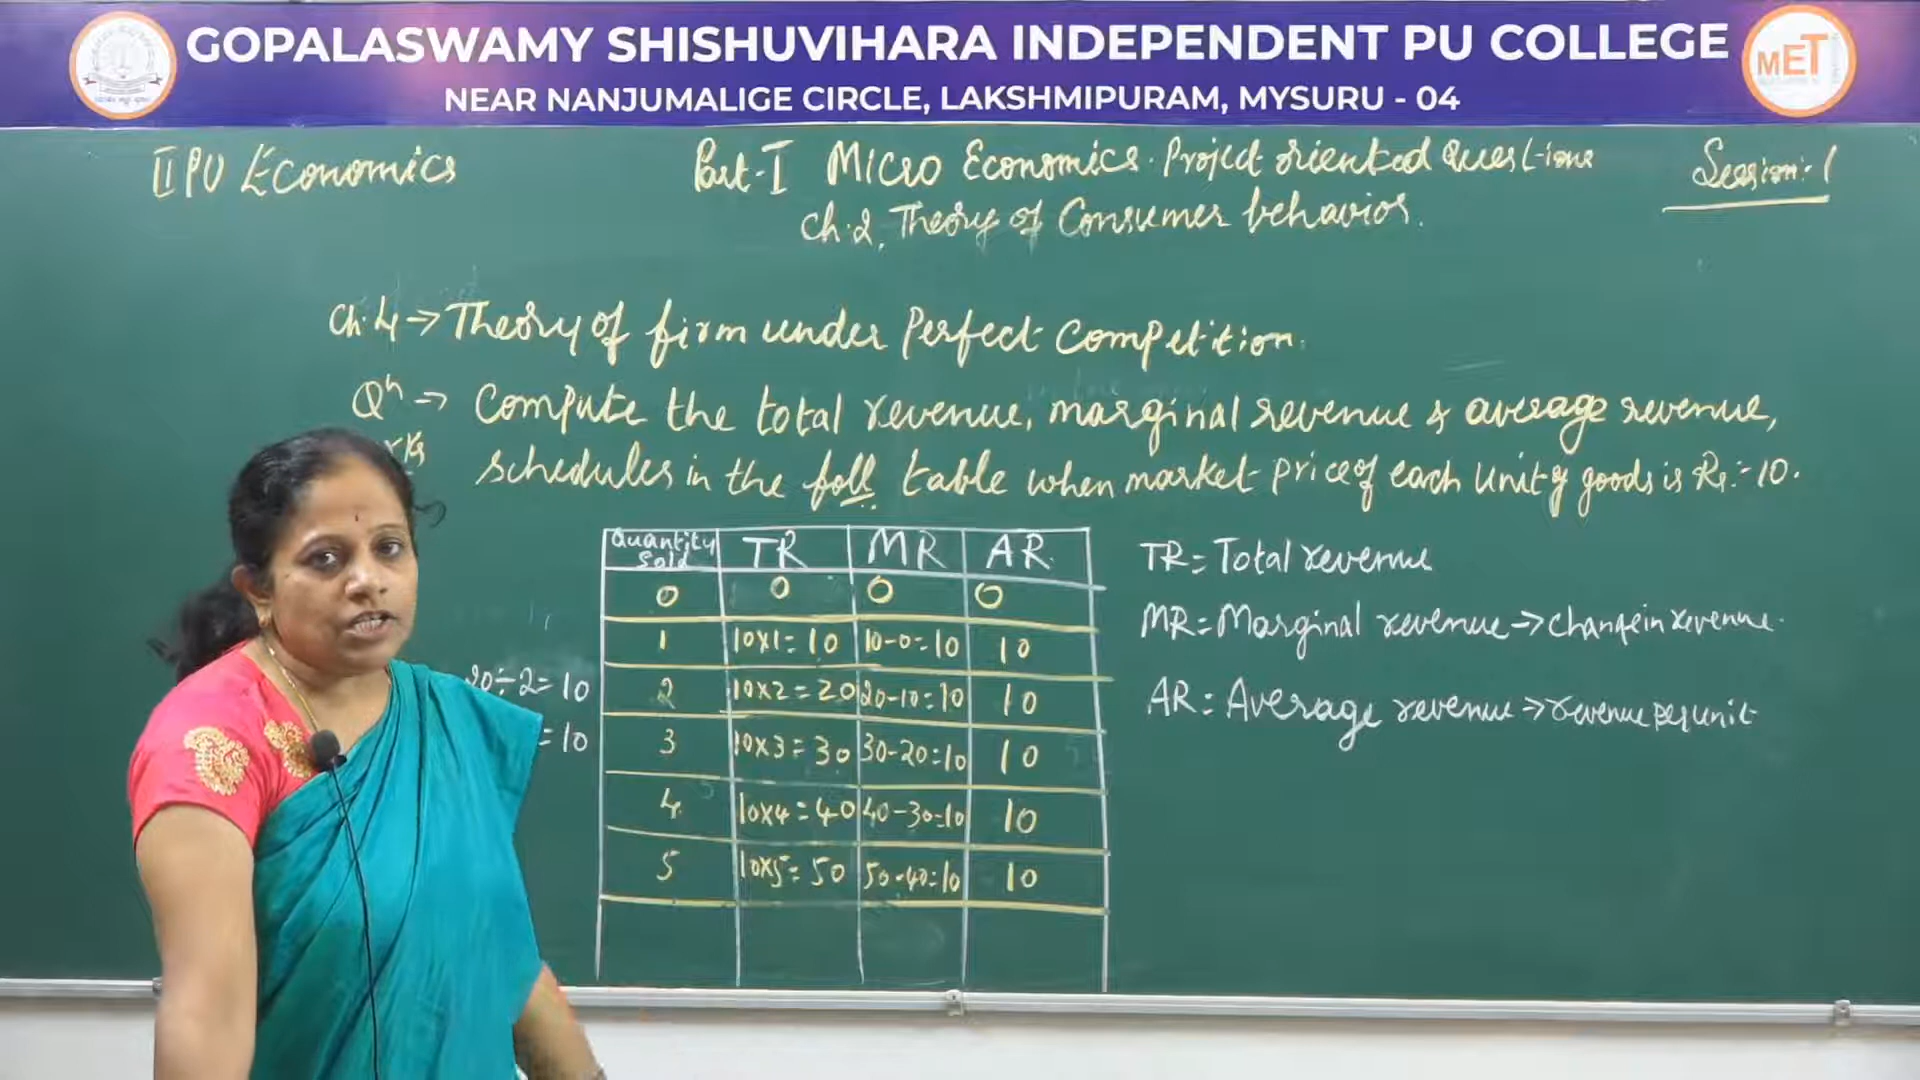 GOPALASWAMY SHISHUVIHARA INDEPENDENT PU COLLEGE
NEAR NANJUMALIGE CIRCLE, LAKSHMIPURAM, MYSURU - 04
MET
II PU Economics
Part-I Micro Economics. Project oriented Questions
Session:-1
Ch.2. Theory of Consumer behavior.
Ch.4 → Theory of firm under Perfect Competition.
Qn → Compute the total revenue, marginal revenue & average revenue,
schedules in the foll table when market price of each unit of goods is Rs:-10.
Quantity Sold TR MR AR
0 0 0 0
1 10x1=10 10-0=10 10
2 10x2=20 20-10=10 10
3 10x3=30 30-20=10 10
4 10x4=40 40-30=10 10
5 10x5=50 50-40=10 10
20÷2=10
=10
TR=Total revenue
MR=Marginal revenue→change in revenue.
AR=Average revenue→revenue per unit